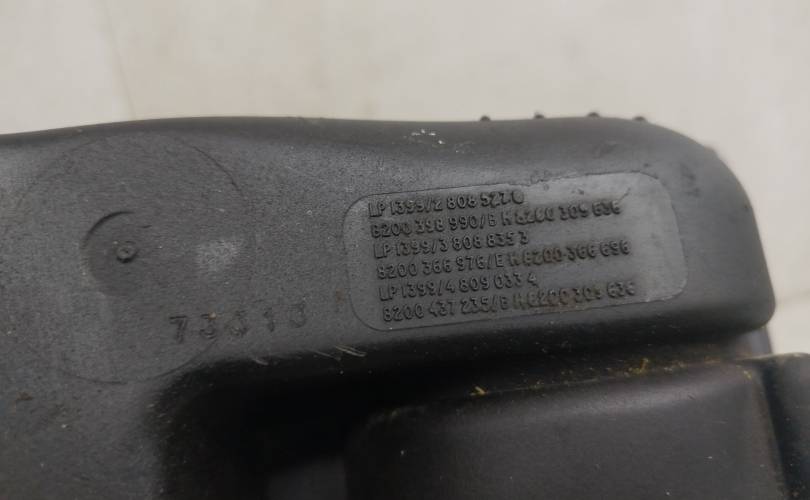 LP 1399/2 808 527 0
8200 398 990/B H 8200 309 636
LP 1399/3 808 835 3
8200 366 976/E H 8200 366 696
LP 1399/4 809 033 4
8200 437 235/B H 8200 309 636